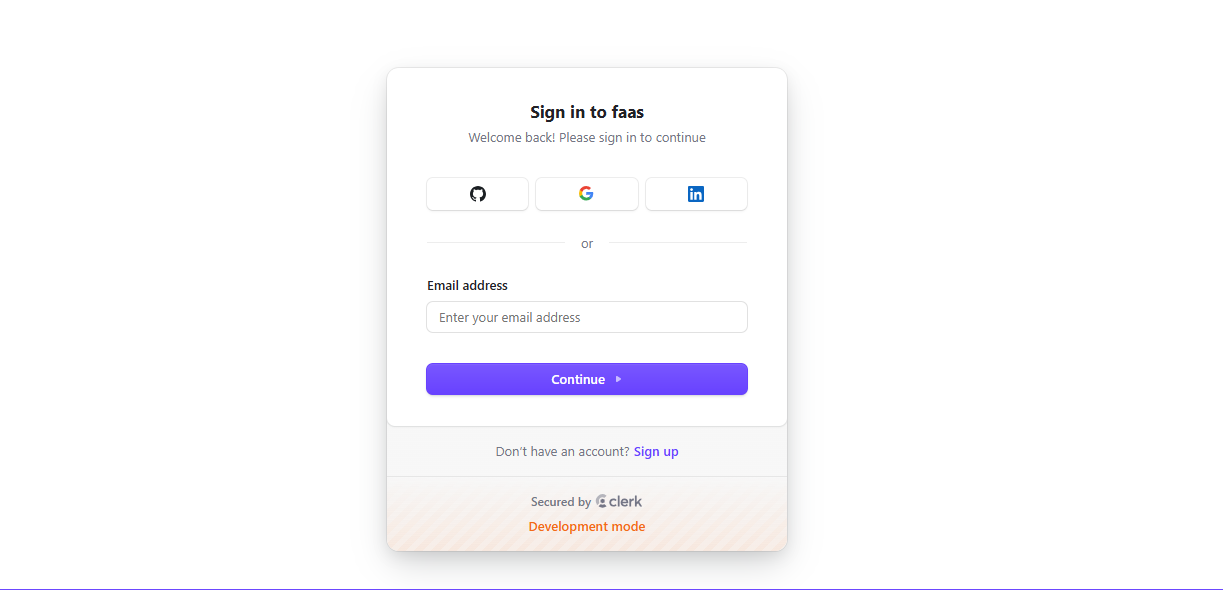 Sign in to faas
Welcome back! Please sign in to continue
or
Email address
Enter your email address
Continue
Don't have an account? Sign up
Secured by clerk
Development mode